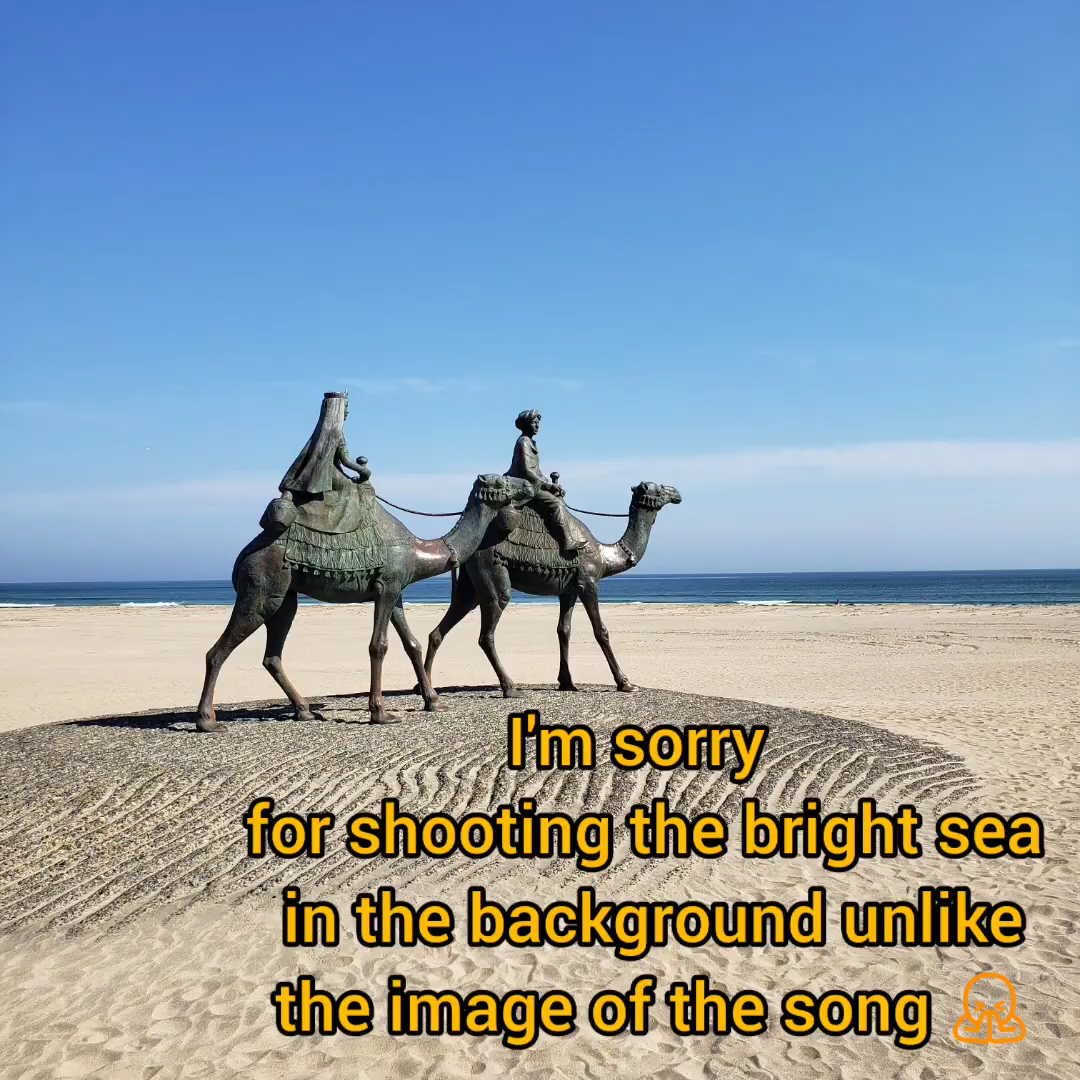 I'm sorry
for shooting the bright sea
in the background unlike
the image of the song